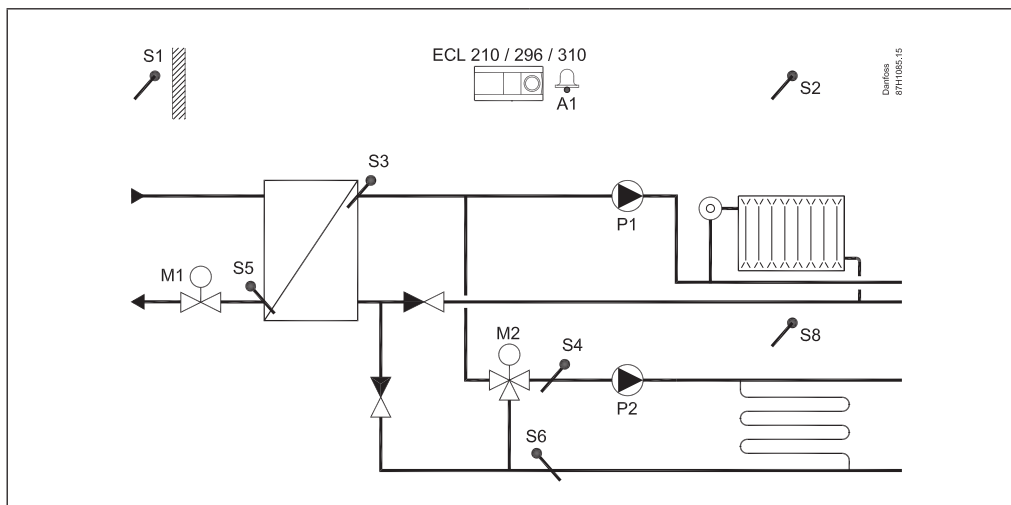 S1
ECL 210 / 296 / 310
A1
S2
Danfoss
87H1085.15
S3
P1
M1
S5
M2
S4
S8
P2
S6